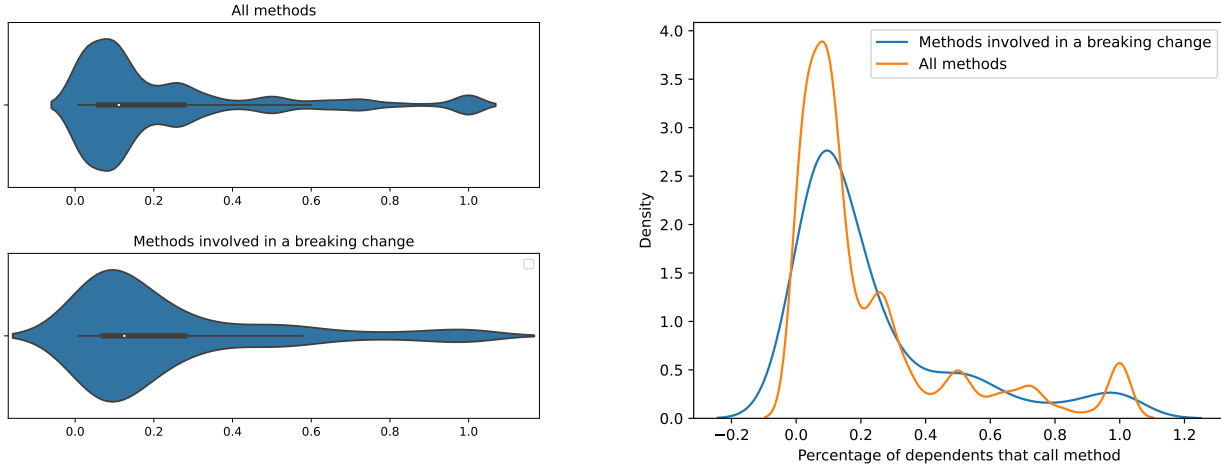 All methods
0.0 0.2 0.4 0.6 0.8 1.0
Methods involved in a breaking change
0.0 0.2 0.4 0.6 0.8 1.0
Methods involved in a breaking change
All methods
4.0
3.5
3.0
2.5
2.0
1.5
1.0
0.5
0.0
Density
−0.2 0.0 0.2 0.4 0.6 0.8 1.0 1.2
Percentage of dependents that call method